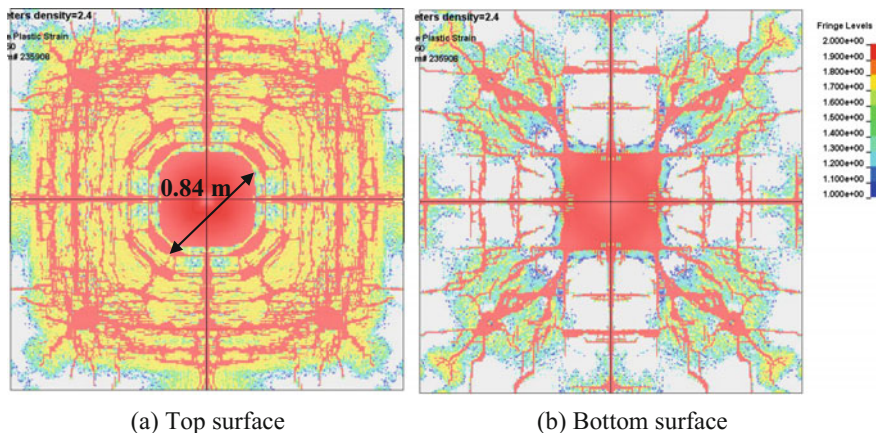 eters density=2.4
e Plastic Strain
60
m# 235908
0.84 m
eters density=2.4
e Plastic Strain
60
m# 235908
Fringe Levels
2.000e+00
1.900e+00
1.800e+00
1.700e+00
1.600e+00
1.500e+00
1.400e+00
1.300e+00
1.200e+00
1.100e+00
1.000e+00
(a) Top surface
(b) Bottom surface